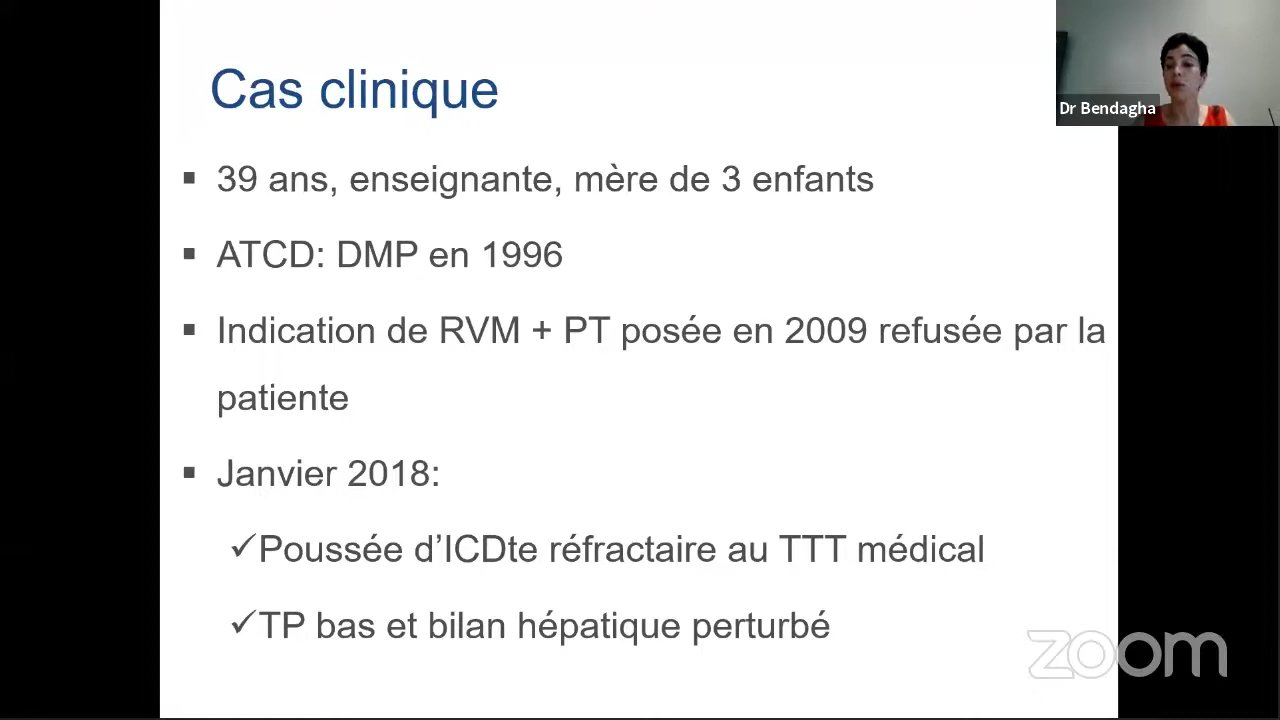 Cas clinique
Dr Bendagha
▪ 39 ans, enseignante, mère de 3 enfants
▪ ATCD: DMP en 1996
▪ Indication de RVM + PT posée en 2009 refusée par la
patiente
▪ Janvier 2018:
✓Poussée d’ICDte réfractaire au TTT médical
✓TP bas et bilan hépatique perturbé
zoom